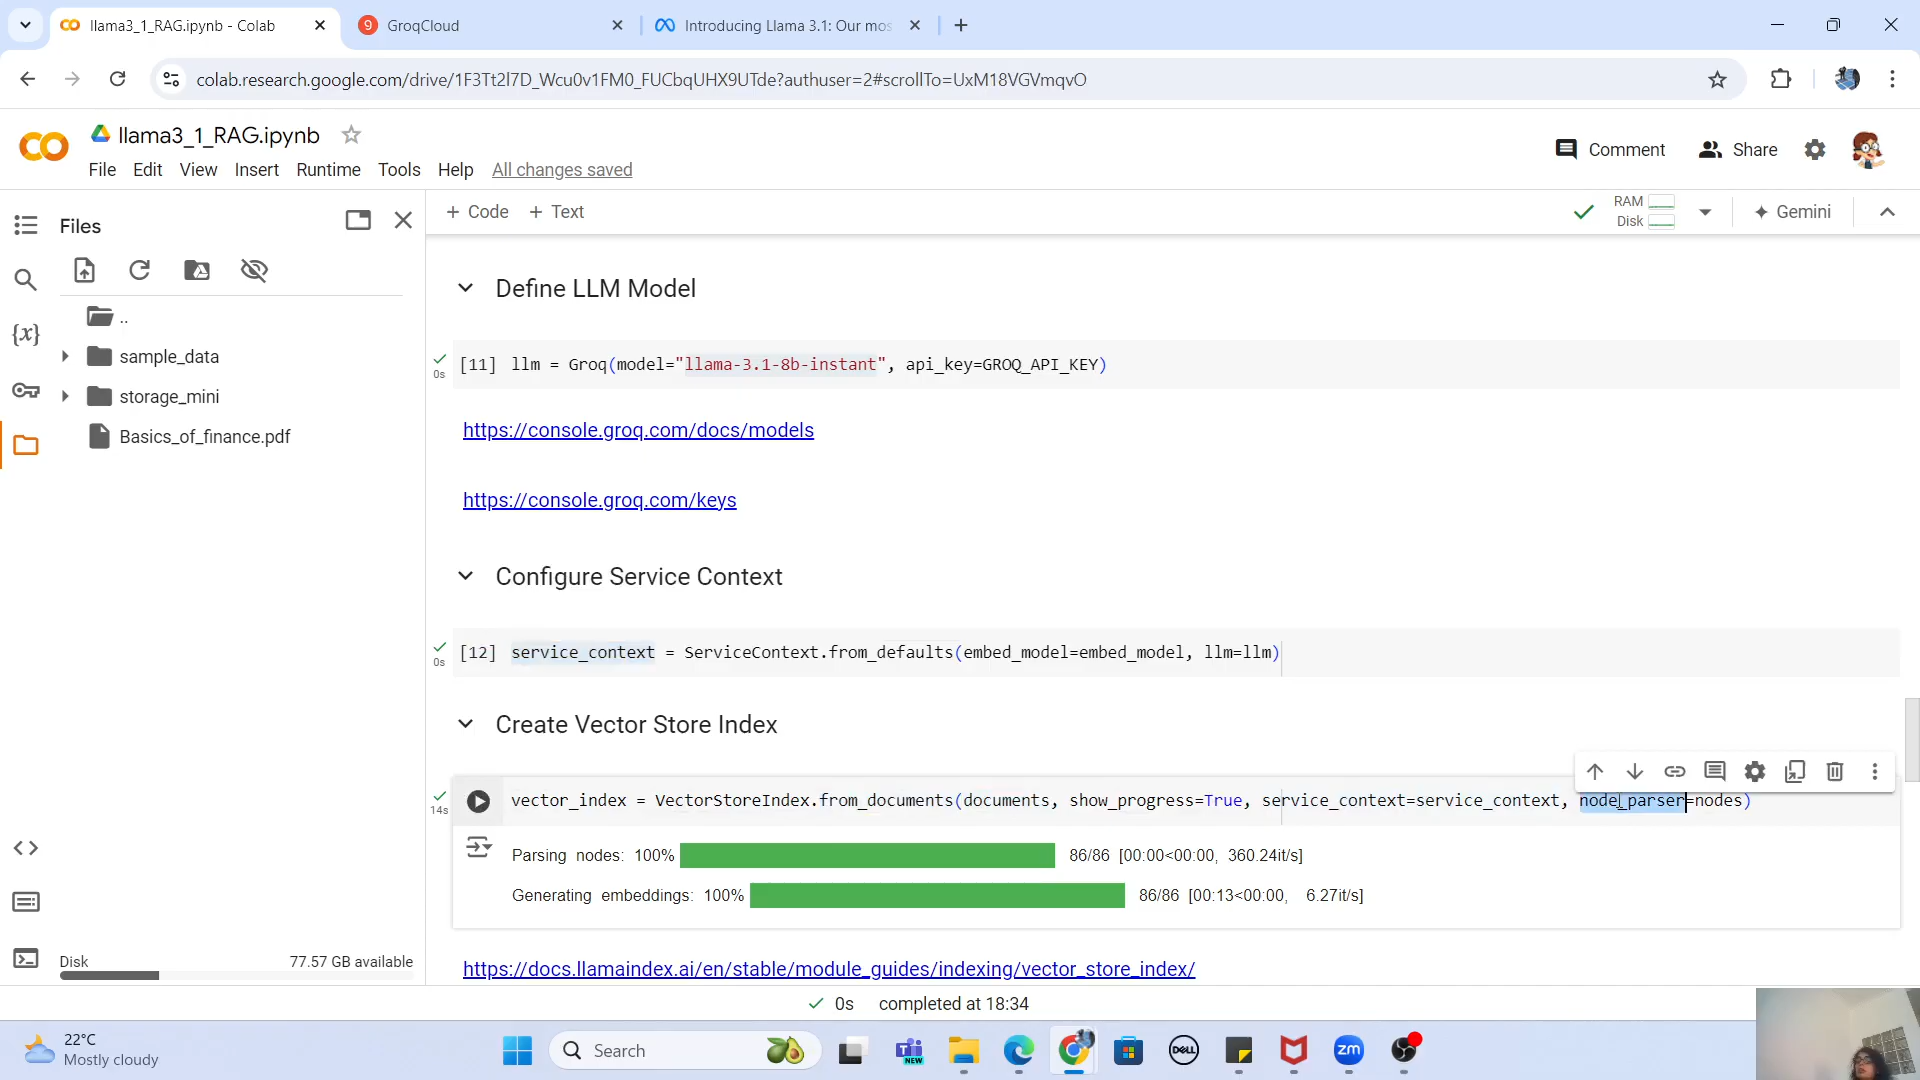 llama3_1_RAG.ipynb - Colab
9 GroqCloud
Introducing Llama 3.1: Our mos
colab.research.google.com/drive/1F3Tt2l7D_Wcu0v1FM0_FUCbqUHX9UTde?authuser=2#scrollTo=UxM18VGVmqvO
llama3_1_RAG.ipynb
File Edit View Insert Runtime Tools Help All changes saved
Comment Share
Files
+ Code + Text
RAM
Disk
Gemini
..
sample_data
storage_mini
Basics_of_finance.pdf
{x}
Define LLM Model
0s
[11] llm = Groq(model="llama-3.1-8b-instant", api_key=GROQ_API_KEY)
https://console.groq.com/docs/models
https://console.groq.com/keys
Configure Service Context
0s
[12] service_context = ServiceContext.from_defaults(embed_model=embed_model, llm=llm)
Create Vector Store Index
14s
vector_index = VectorStoreIndex.from_documents(documents, show_progress=True, service_context=service_context, node_parser=nodes)
Parsing nodes: 100% 86/86 [00:00<00:00, 360.24it/s]
Generating embeddings: 100% 86/86 [00:13<00:00, 6.27it/s]
https://docs.llamaindex.ai/en/stable/module_guides/indexing/vector_store_index/
Disk 77.57 GB available
0s completed at 18:34
22°C
Mostly cloudy
Search
NEW
DELL
zm